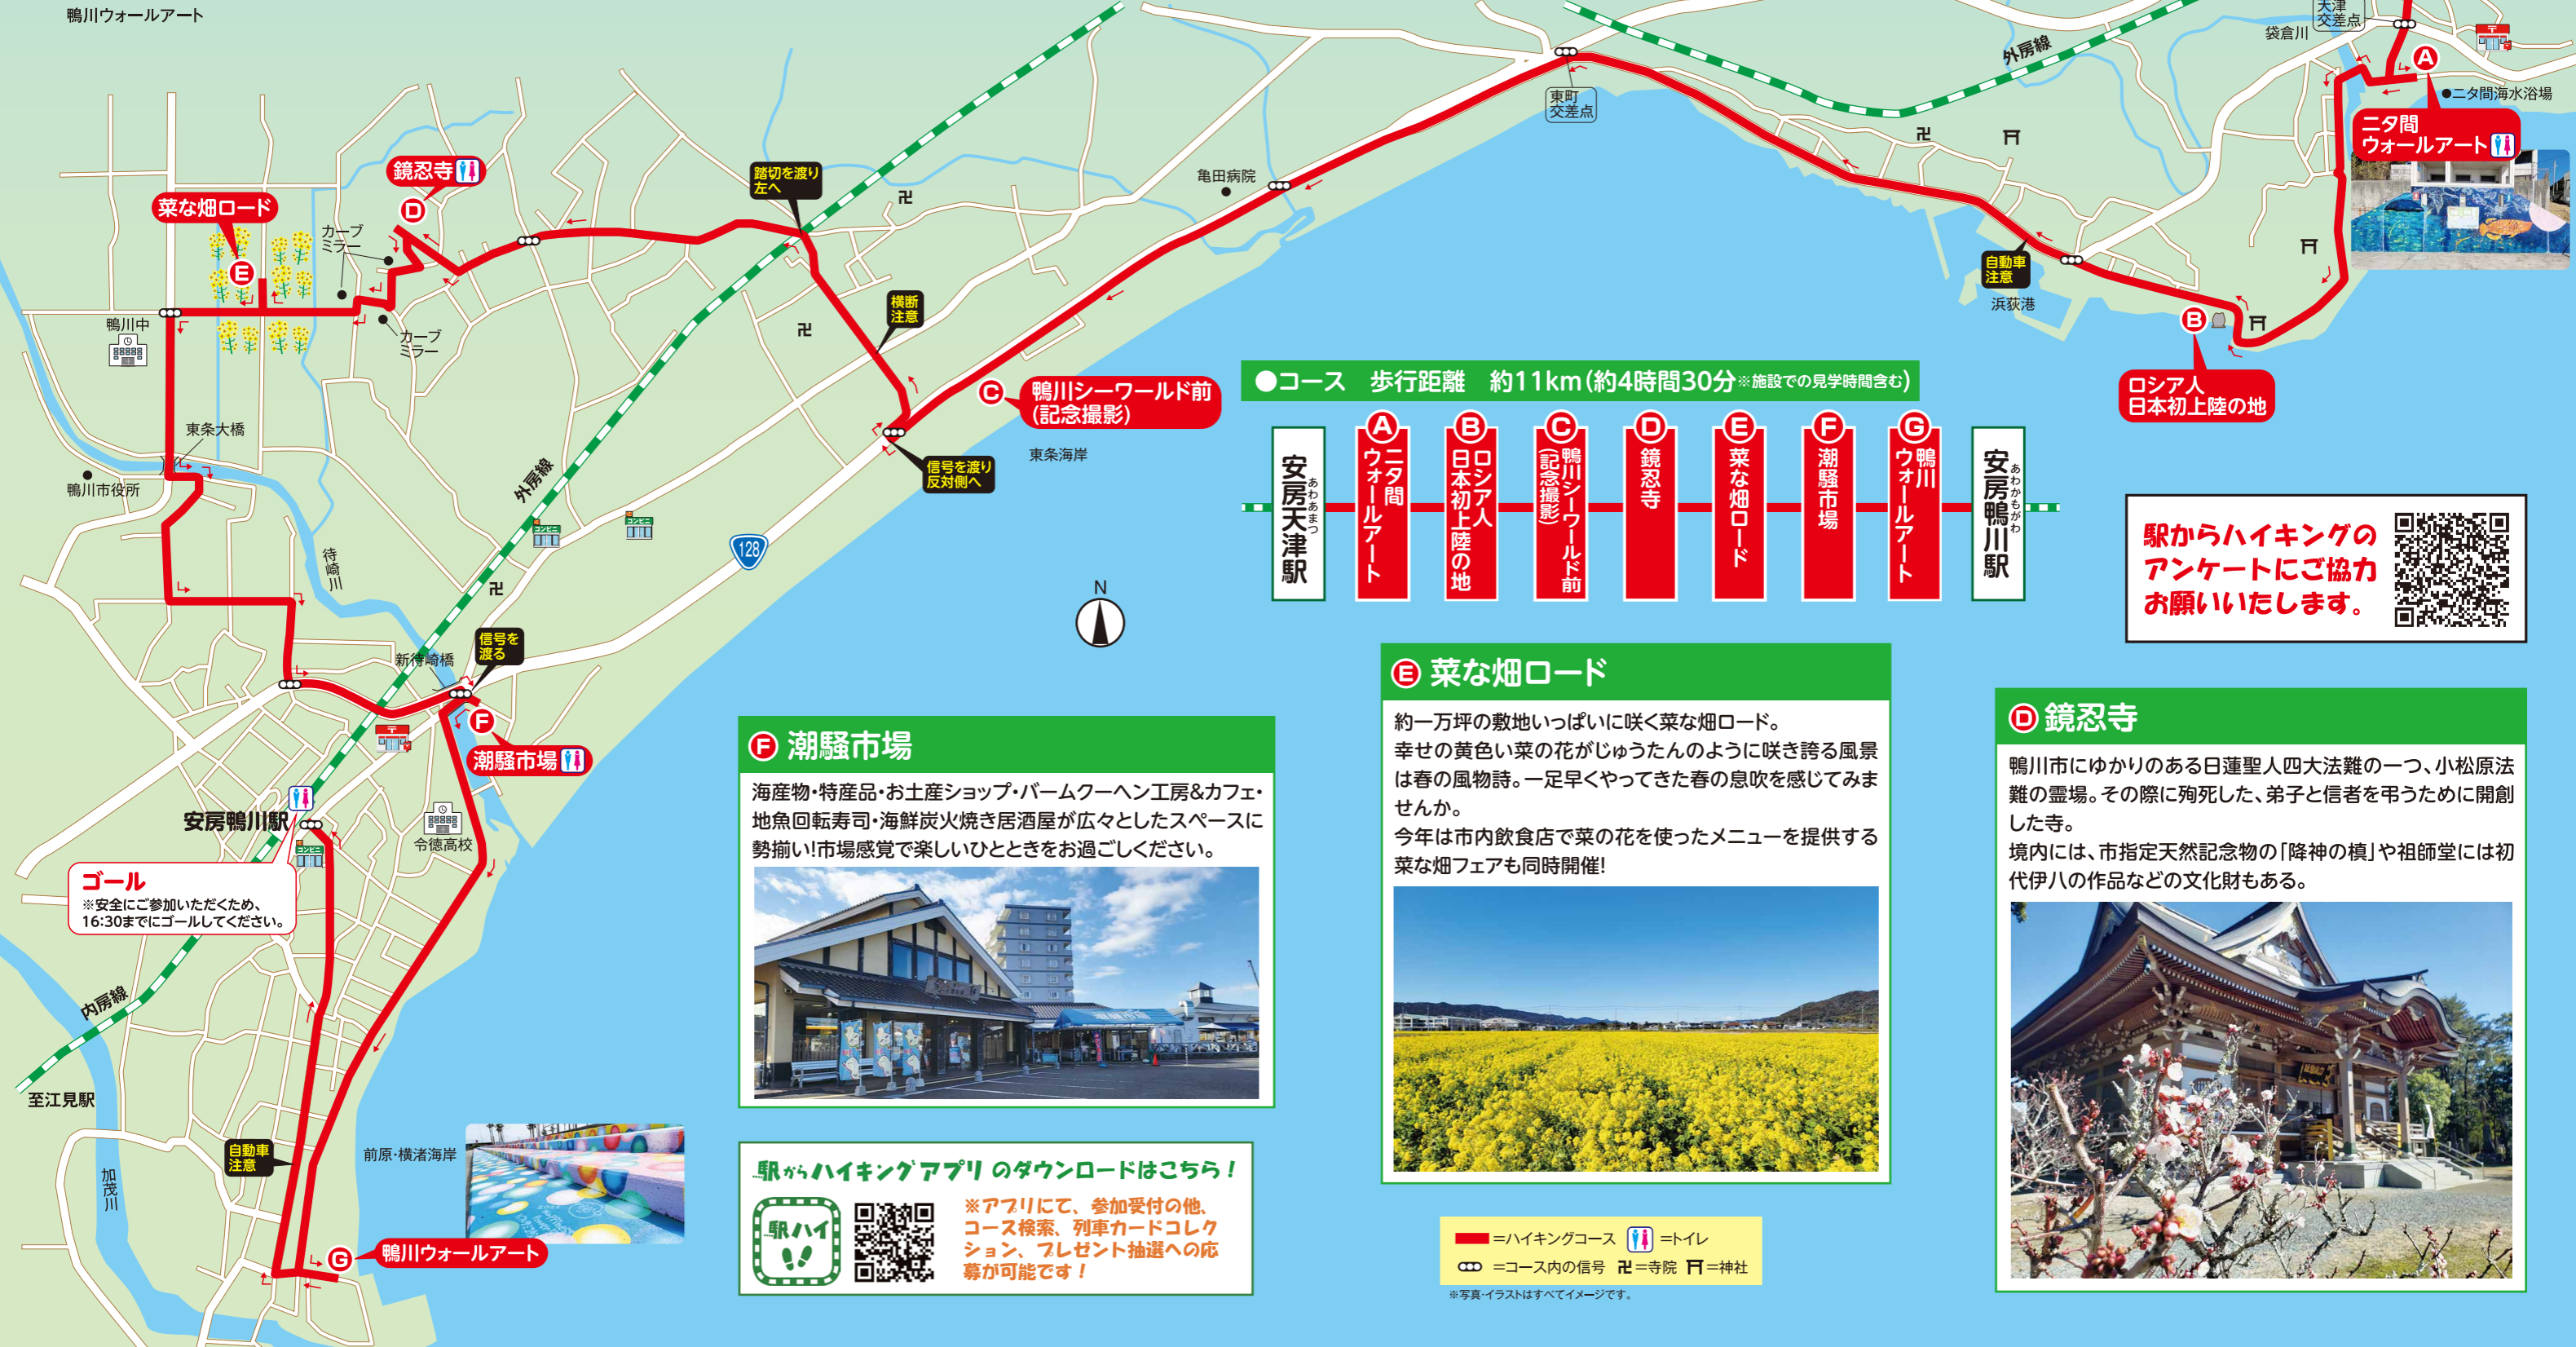 鴨川ウォールアート
天津
交差点
袋倉川
外房線
A
●二タ間海水浴場
二タ間
ウォールアート
東町
交差点
亀田病院
踏切を渡り
左へ
鏡忍寺
D
菜な畑ロード
E
カーブ
ミラー
カーブ
ミラー
鴨川中
横断
注意
自動車
注意
浜荻港
B
ロシア人
日本初上陸の地
C
鴨川シーワールド前
(記念撮影)
東条海岸
信号を渡り
反対側へ
東条大橋
鴨川市役所
外房線
コンビニ
コンビニ
128
待崎川
N
新待崎橋
信号を
渡る
F
潮騒市場
安房鴨川駅
コンビニ
令徳高校
ゴール
※安全にご参加いただくため、
16:30までにゴールしてください。
内房線
至江見駅
加茂川
自動車
注意
前原・横渚海岸
G
鴨川ウォールアート
●コース 歩行距離 約11km(約4時間30分※施設での見学時間含む)
安房天津駅
あわあまつ
A
二タ間
ウォールアート
B
ロシア人
日本初上陸の地
C
鴨川シーワールド前
(記念撮影)
D
鏡忍寺
E
菜な畑ロード
F
潮騒市場
G
鴨川
ウォールアート
安房鴨川駅
あわかもがわ
駅からハイキングの
アンケートにご協力
お願いいたします。
F 潮騒市場
海産物・特産品・お土産ショップ・バームクーヘン工房&カフェ・
地魚回転寿司・海鮮炭火焼き居酒屋が広々としたスペースに
勢揃い!市場感覚で楽しいひとときをお過ごしください。
E 菜な畑ロード
約一万坪の敷地いっぱいに咲く菜な畑ロード。
幸せの黄色い菜の花がじゅうたんのように咲き誇る風景
は春の風物詩。一足早くやってきた春の息吹を感じてみま
せんか。
今年は市内飲食店で菜の花を使ったメニューを提供する
菜な畑フェアも同時開催!
D 鏡忍寺
鴨川市にゆかりのある日蓮聖人四大法難の一つ、小松原法
難の霊場。その際に殉死した、弟子と信者を弔うために開創
した寺。
境内には、市指定天然記念物の「降神の槙」や祖師堂には初
代伊八の作品などの文化財もある。
駅からハイキングアプリ のダウンロードはこちら!
駅ハイ
※アプリにて、参加受付の他、
コース検索、列車カードコレク
ション、プレゼント抽選への応
募が可能です!
=ハイキングコース =トイレ
=コース内の信号 卍=寺院 =神社
※写真・イラストはすべてイメージです。